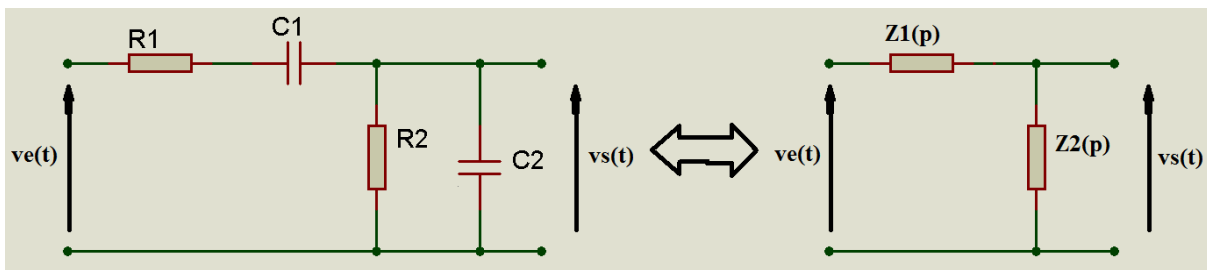 R1
C1
ve(t)
R2
C2
vs(t)
Z1(p)
ve(t)
Z2(p)
vs(t)